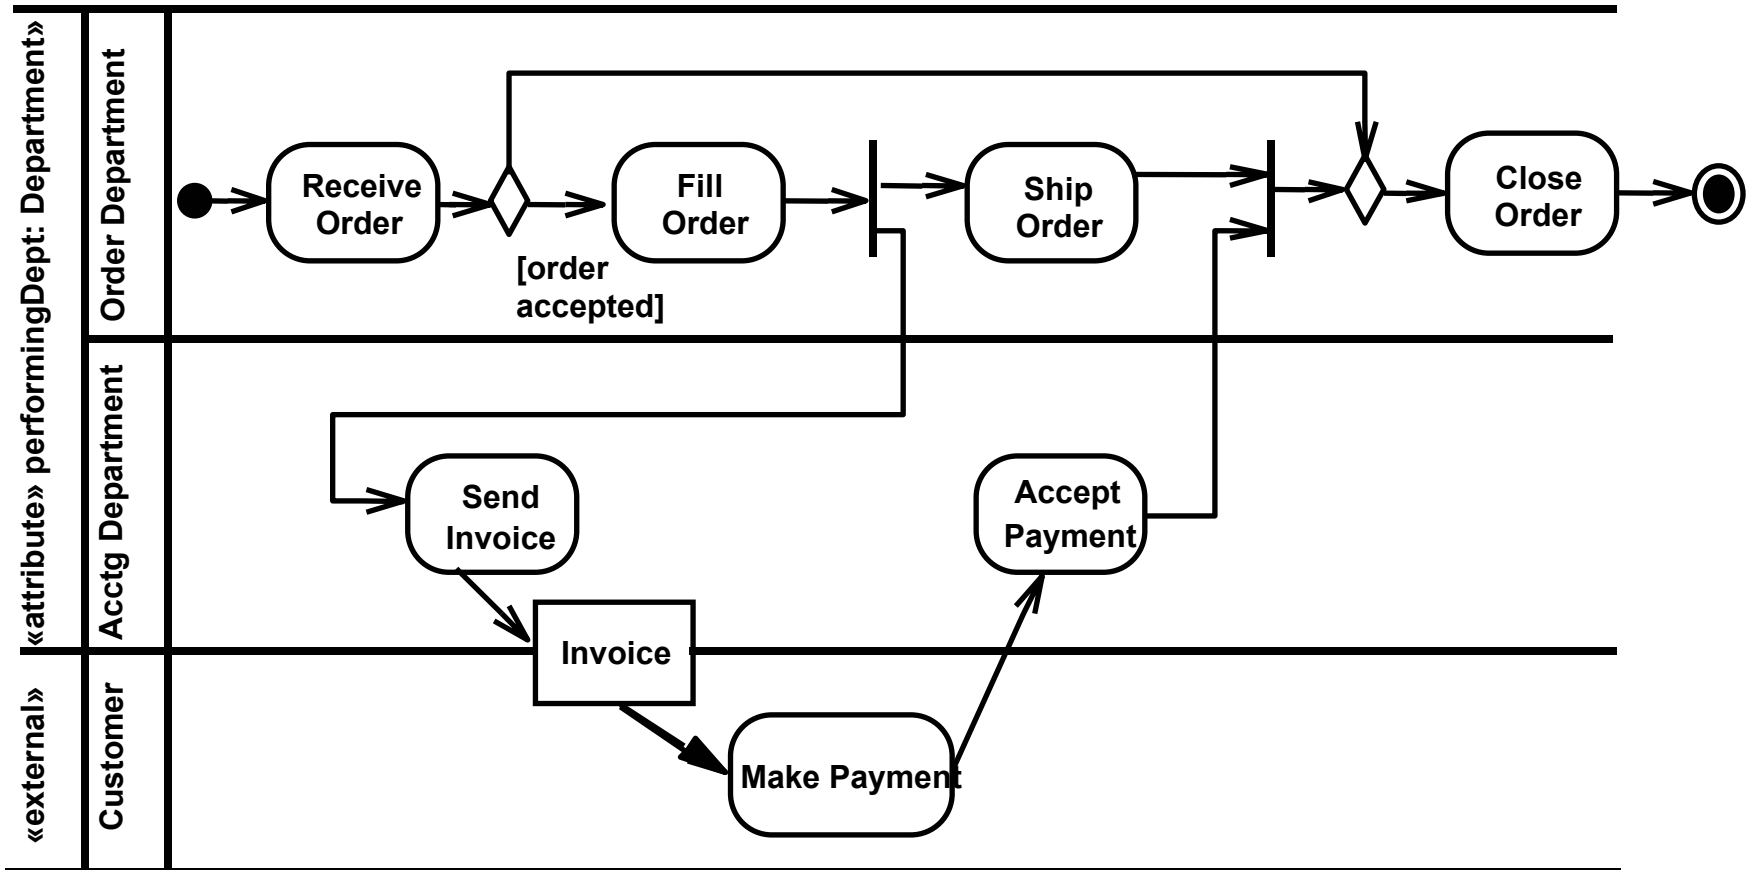 «attribute» performingDept: Department»
Order Department
Receive
Order
[order
accepted]
Fill
Order
Ship
Order
Close
Order
Acctg Department
Send
Invoice
Accept
Payment
Invoice
«external»
Customer
Make Payment